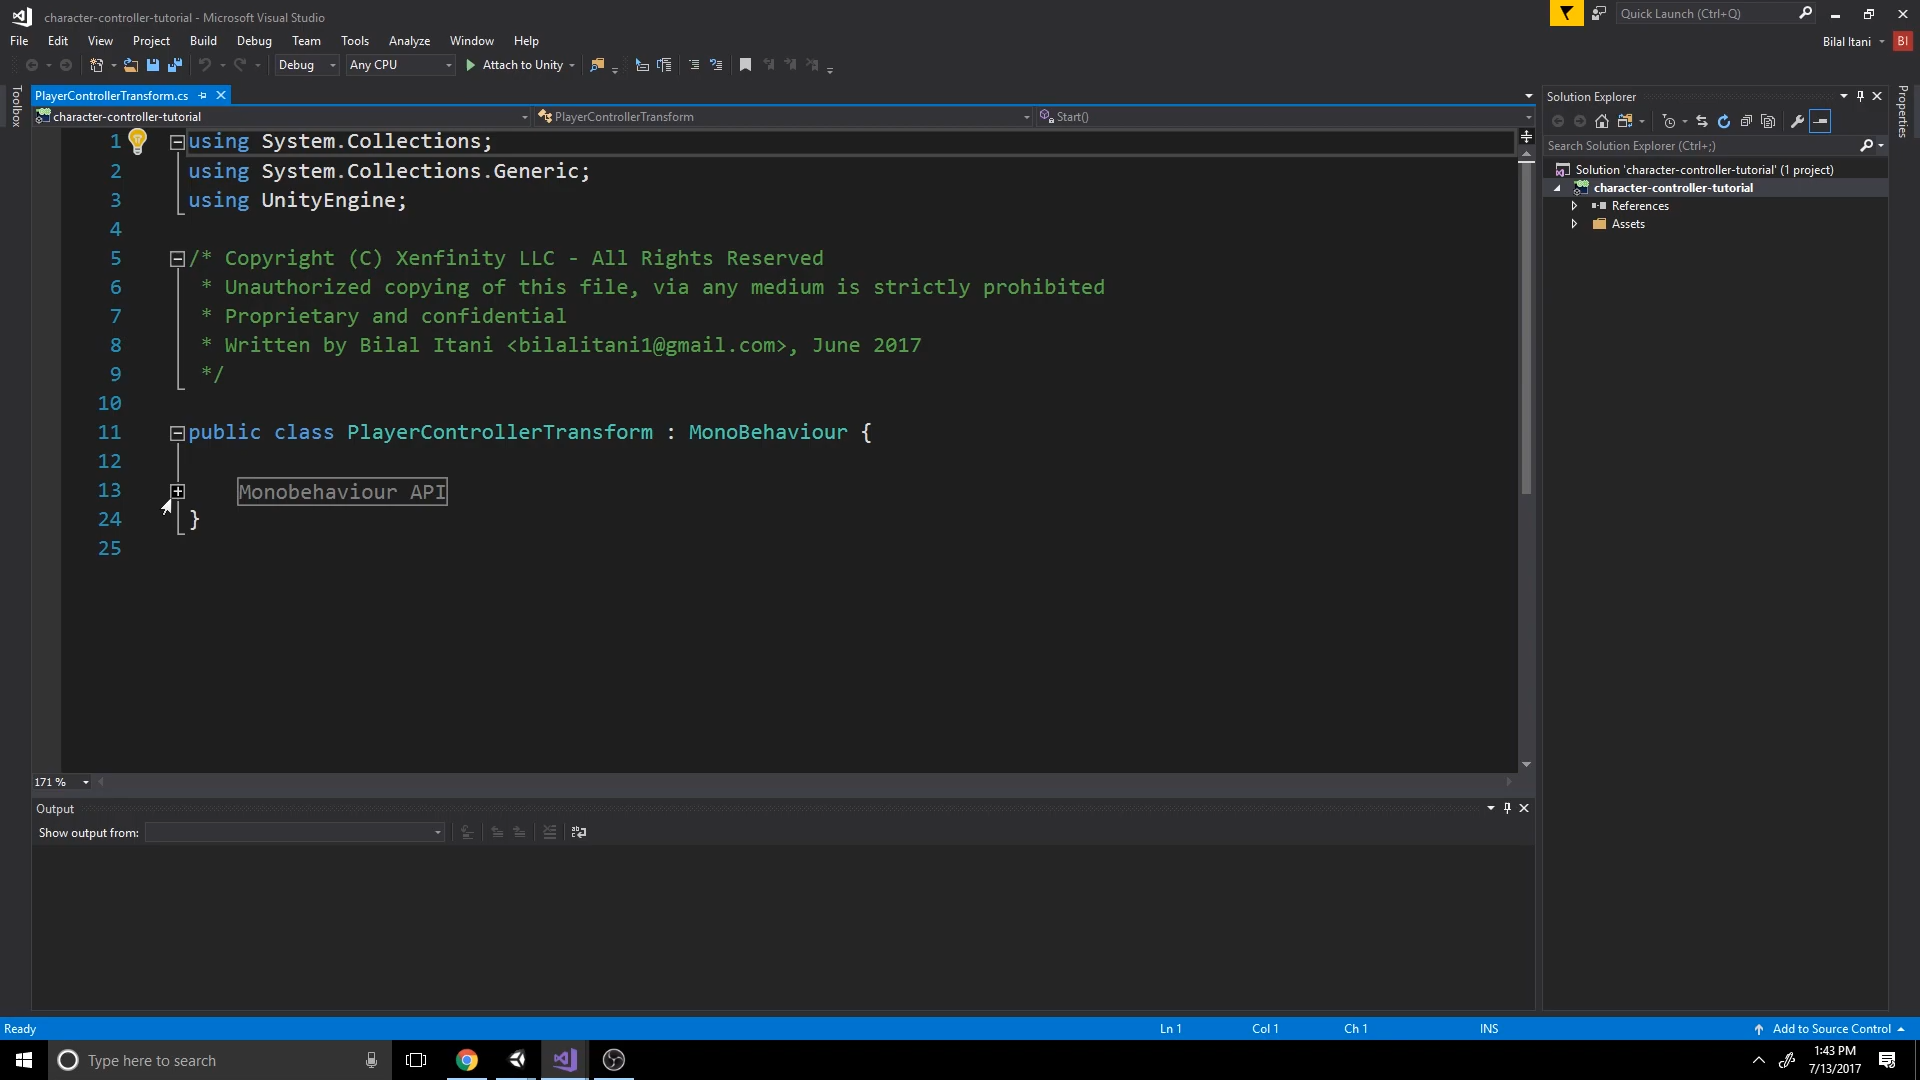 character-controller-tutorial - Microsoft Visual Studio
Quick Launch (Ctrl+Q)
File Edit View Project Build Debug Team Tools Analyze Window Help
Bilal Itani BI
Debug Any CPU Attach to Unity
Toolbox
PlayerControllerTransform.cs
character-controller-tutorial PlayerControllerTransform Start()
1 using System.Collections;
2 using System.Collections.Generic;
3 using UnityEngine;
4
5 /* Copyright (C) Xenfinity LLC - All Rights Reserved
6 * Unauthorized copying of this file, via any medium is strictly prohibited
7 * Proprietary and confidential
8 * Written by Bilal Itani <bilalitani1@gmail.com>, June 2017
9 */
10
11 public class PlayerControllerTransform : MonoBehaviour {
12
13 Monobehaviour API
24 }
25
171 %
Output
Show output from:
Solution Explorer
Search Solution Explorer (Ctrl+;)
Solution 'character-controller-tutorial' (1 project)
character-controller-tutorial
References
Assets
Properties
Ready Ln 1 Col 1 Ch 1 INS Add to Source Control
Type here to search
1:43 PM
7/13/2017